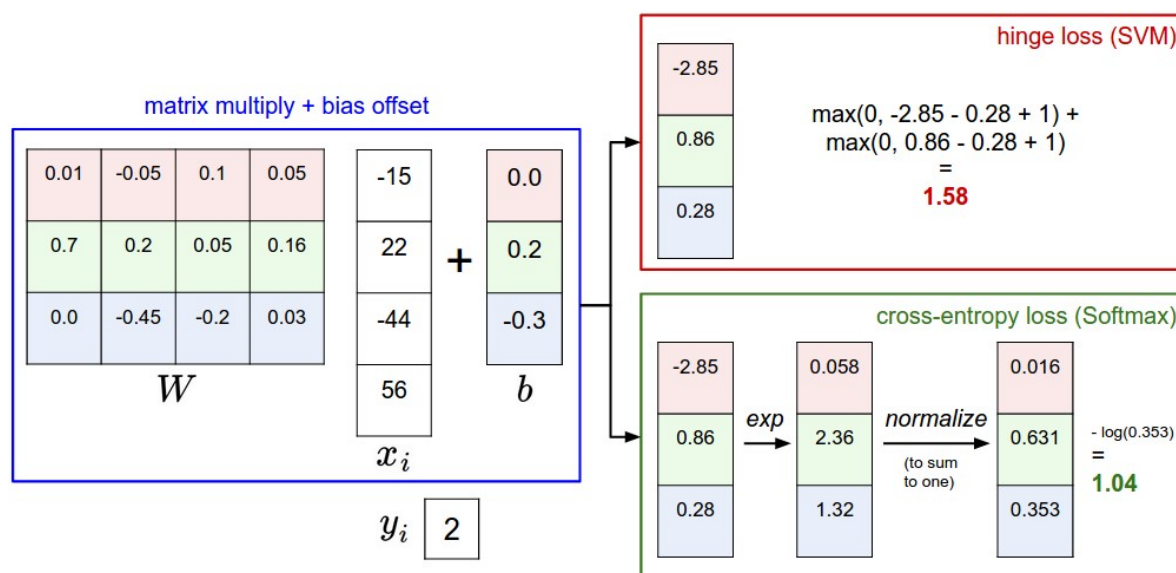 matrix multiply + bias offset
0.01 -0.05 0.1 0.05
0.7 0.2 0.05 0.16
0.0 -0.45 -0.2 0.03
W
-15
22
-44
56
x_i
+
0.0
0.2
-0.3
b
y_i 2
hinge loss (SVM)
-2.85
0.86
0.28
max(0, -2.85 - 0.28 + 1) +
max(0, 0.86 - 0.28 + 1)
=
1.58
cross-entropy loss (Softmax)
-2.85
0.86
0.28
exp
0.058
2.36
1.32
normalize
(to sum
to one)
0.016
0.631
0.353
- log(0.353)
=
1.04